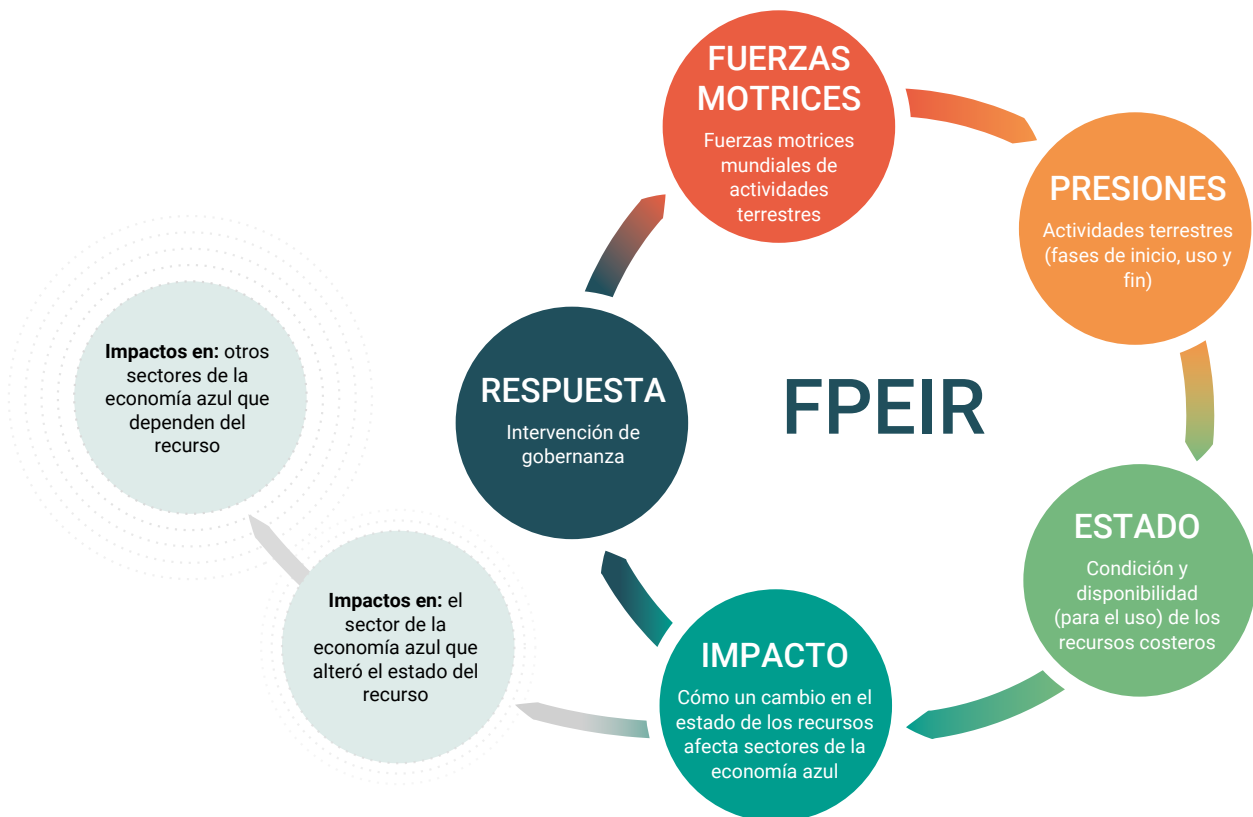 FUERZAS
MOTRICES
Fuerzas motrices
mundiales de
actividades
terrestres
PRESIONES
Actividades terrestres
(fases de inicio, uso y
fin)
Impactos en: otros
sectores de la
economía azul que
dependen del
recurso
RESPUESTA
Intervención de
gobernanza
FPEIR
ESTADO
Condición y
disponibilidad
(para el uso) de los
recursos costeros
Impactos en: el
sector de la
economía azul que
alteró el estado del
recurso
IMPACTO
Cómo un cambio en el
estado de los recursos
afecta sectores de la
economía azul